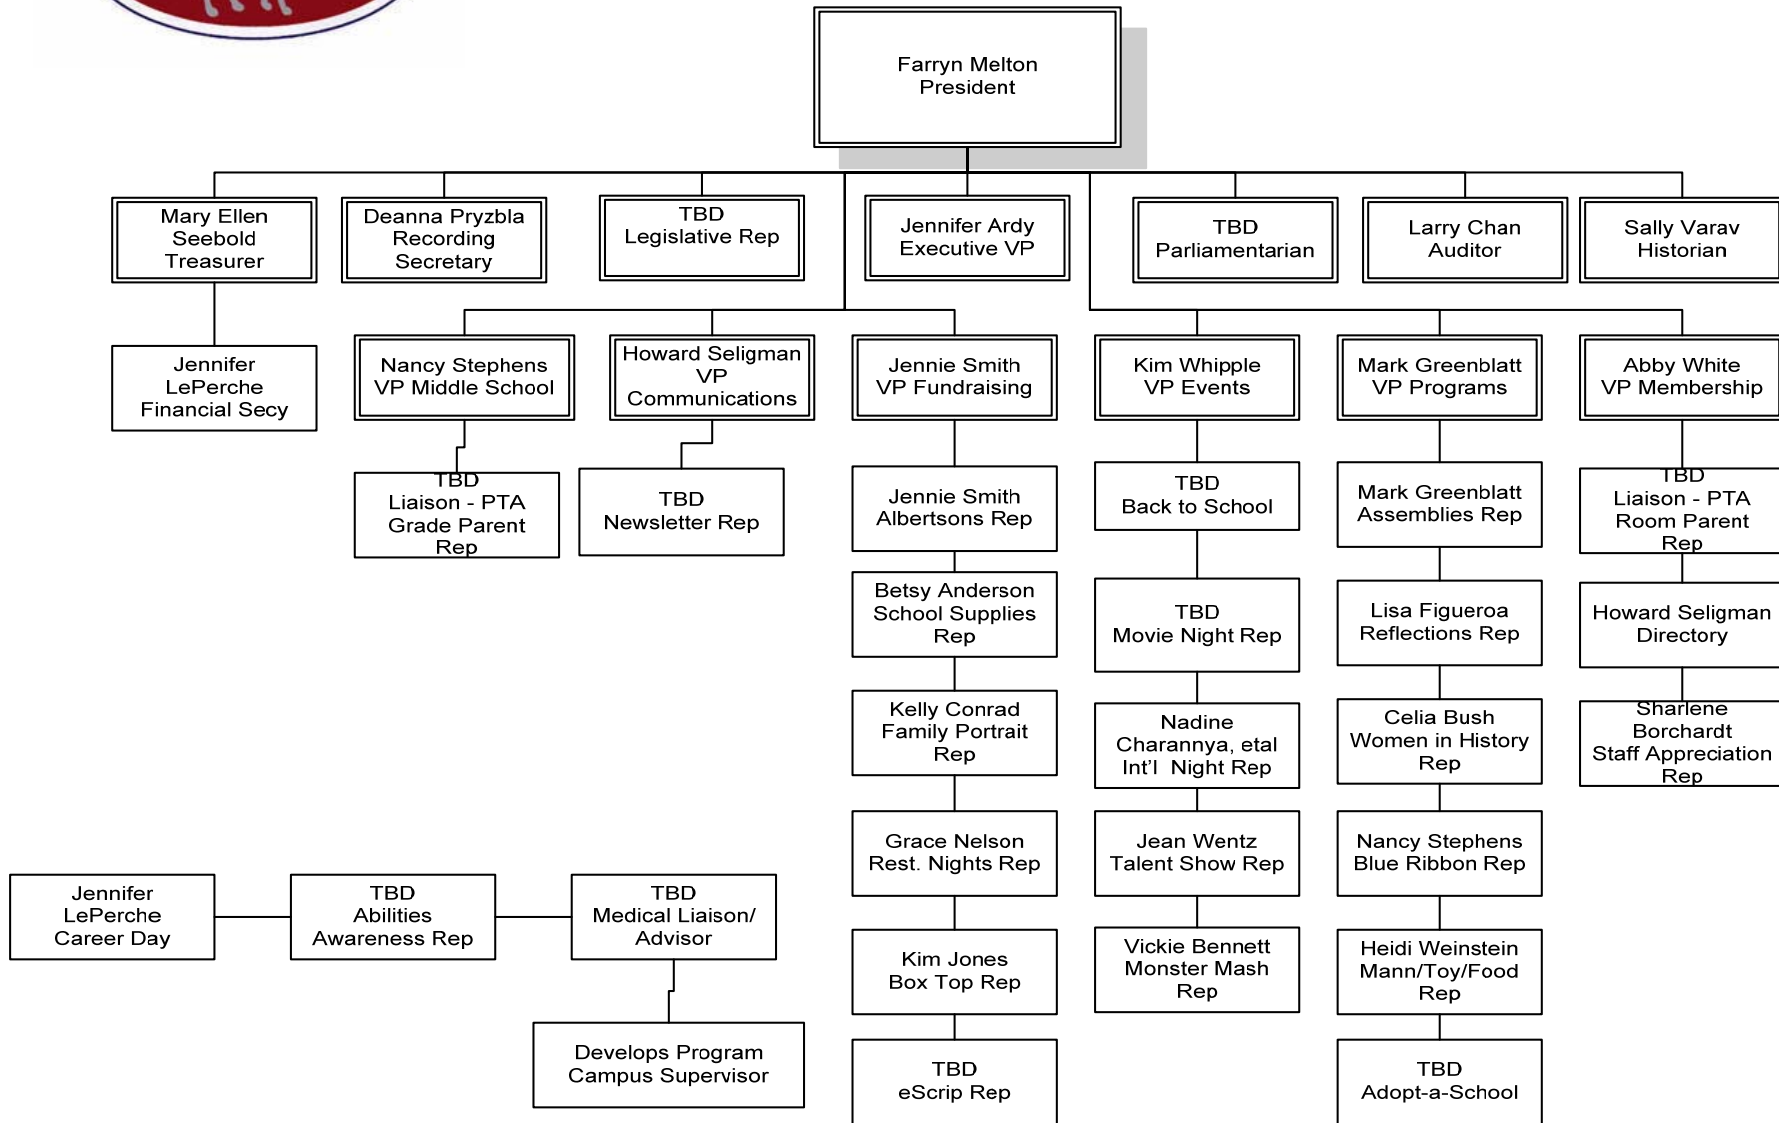 Farryn Melton
President
Mary Ellen
Seebold
Treasurer
Deanna Pryzbla
Recording
Secretary
TBD
Legislative Rep
Jennifer Ardy
Executive VP
TBD
Parliamentarian
Larry Chan
Auditor
Sally Varav
Historian
Jennifer
LePerche
Financial Secy
Nancy Stephens
VP Middle School
Howard Seligman
VP
Communications
Jennie Smith
VP Fundraising
Kim Whipple
VP Events
Mark Greenblatt
VP Programs
Abby White
VP Membership
TBD
Liaison - PTA
Grade Parent
Rep
TBD
Newsletter Rep
Jennie Smith
Albertsons Rep
TBD
Back to School
Mark Greenblatt
Assemblies Rep
TBD
Liaison - PTA
Room Parent
Rep
Betsy Anderson
School Supplies
Rep
TBD
Movie Night Rep
Lisa Figueroa
Reflections Rep
Howard Seligman
Directory
Kelly Conrad
Family Portrait
Rep
Nadine
Charannya, etal
Int’l  Night Rep
Celia Bush
Women in History
Rep
Sharlene
Borchardt
Staff Appreciation
Rep
Grace Nelson
Rest. Nights Rep
Jean Wentz
Talent Show Rep
Nancy Stephens
Blue Ribbon Rep
Jennifer
LePerche
Career Day
TBD
Abilities
Awareness Rep
TBD
Medical Liaison/
Advisor
Kim Jones
Box Top Rep
Vickie Bennett
Monster Mash
Rep
Heidi Weinstein
Mann/Toy/Food
Rep
Develops Program
Campus Supervisor
TBD
eScrip Rep
TBD
Adopt-a-School